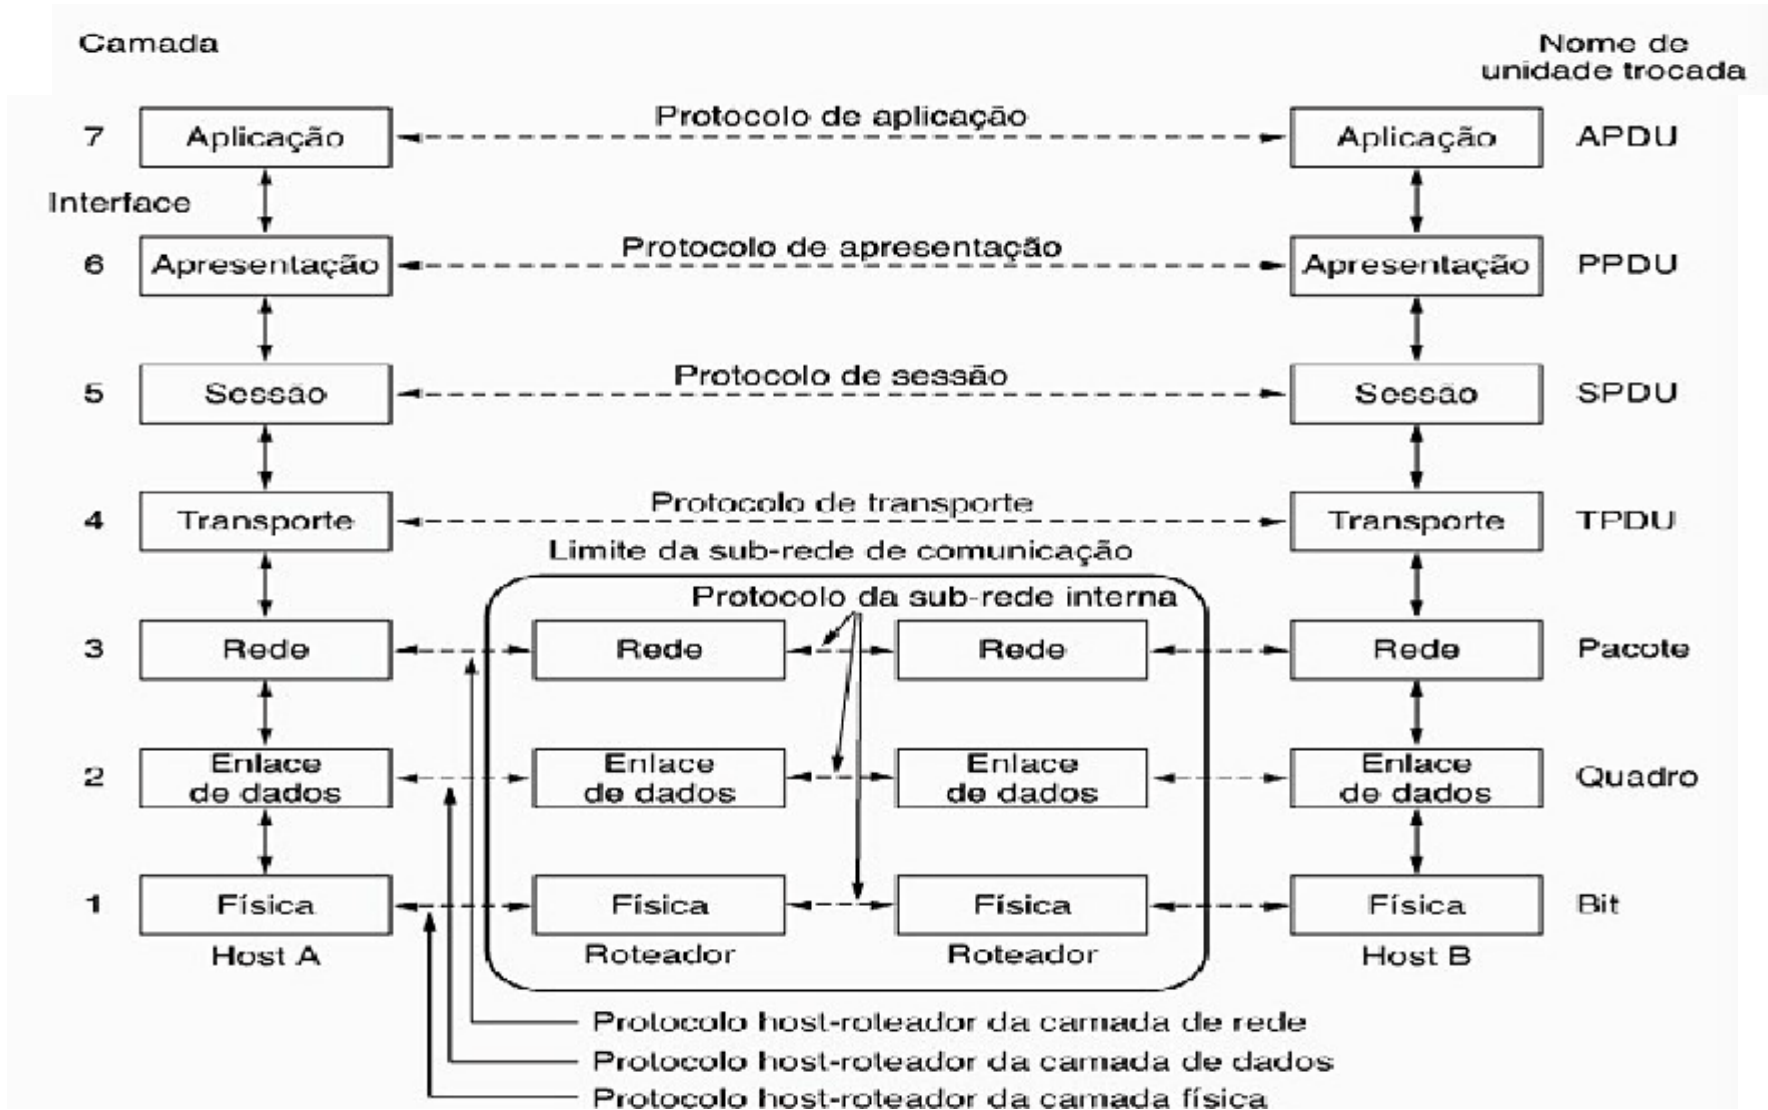 Camada
Nome de
unidade trocada
7
Aplicação
Protocolo de aplicação
Aplicação
APDU
Interface
6
Apresentação
Protocolo de apresentação
Apresentação
PPDU
5
Sessão
Protocolo de sessão
Sessão
SPDU
4
Transporte
Protocolo de transporte
Transporte
TPDU
Limite da sub-rede de comunicação
Protocolo da sub-rede interna
3
Rede
Rede
Rede
Rede
Pacote
2
Enlace
de dados
Enlace
de dados
Enlace
de dados
Enlace
de dados
Quadro
1
Física
Física
Física
Física
Bit
Host A
Roteador
Roteador
Host B
Protocolo host-roteador da camada de rede
Protocolo host-roteador da camada de dados
Protocolo host-roteador da camada física